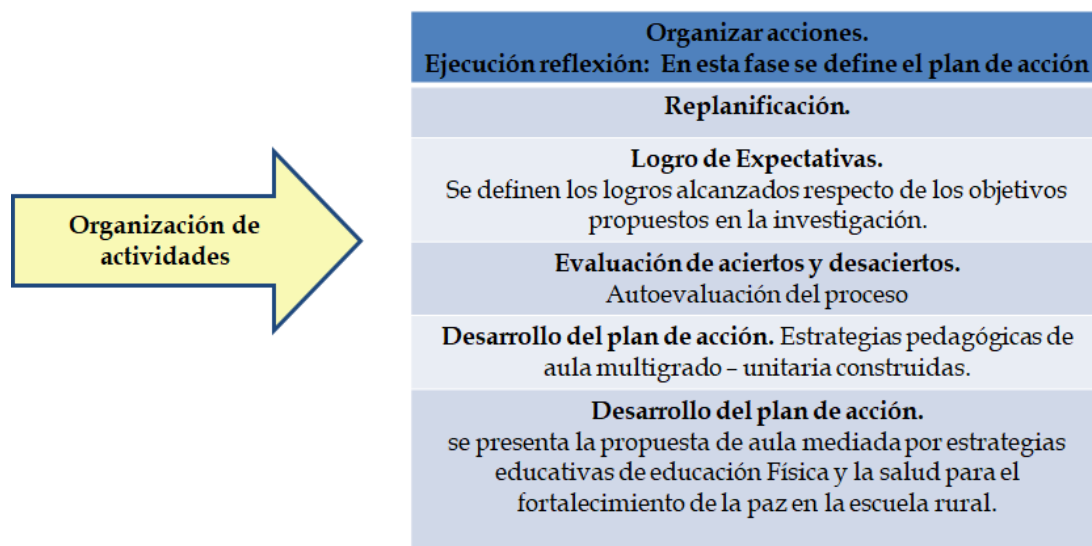 Organización de
actividades
Organizar acciones.
Ejecución reflexión: En esta fase se define el plan de acción
Replanificación.
Logro de Expectativas.
Se definen los logros alcanzados respecto de los objetivos
propuestos en la investigación.
Evaluación de aciertos y desaciertos.
Autoevaluación del proceso
Desarrollo del plan de acción. Estrategias pedagógicas de
aula multigrado – unitaria construidas.
Desarrollo del plan de acción.
se presenta la propuesta de aula mediada por estrategias
educativas de educación Física y la salud para el
fortalecimiento de la paz en la escuela rural.